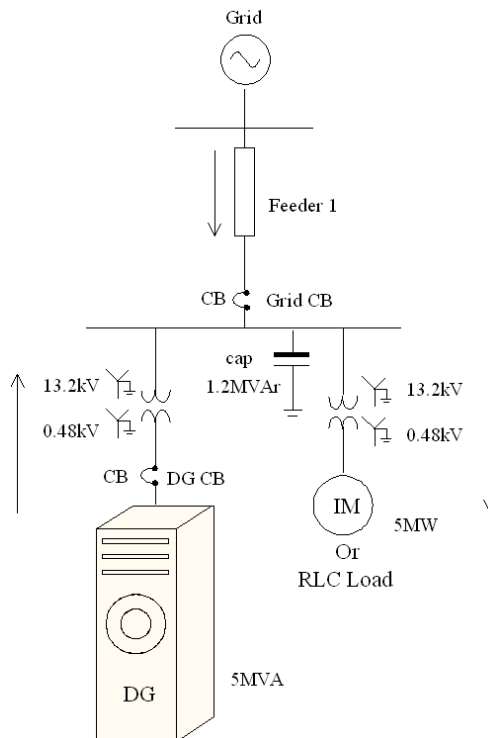 Grid
Feeder 1
CB
Grid CB
cap
1.2MVAr
13.2kV
0.48kV
13.2kV
0.48kV
CB
DG CB
IM
5MW
Or
RLC Load
DG
5MVA